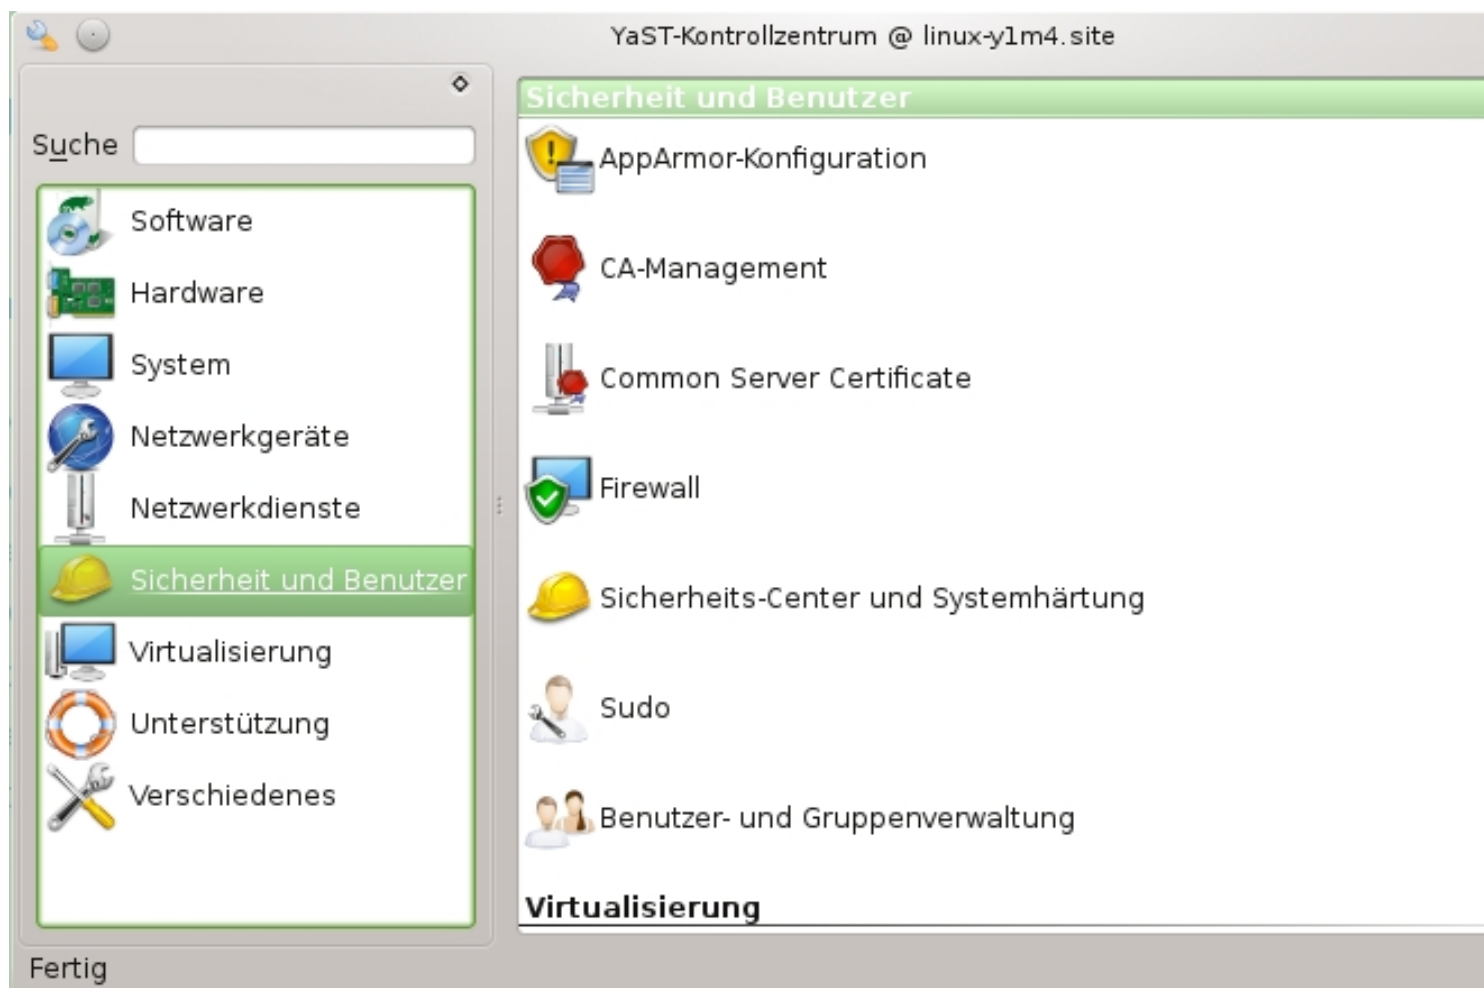 YaST-Kontrollzentrum @ linux-y1m4.site
Suche
Software
Hardware
System
Netzwerkgeräte
Netzwerkdienste
Sicherheit und Benutzer
Virtualisierung
Unterstützung
Verschiedenes
Sicherheit und Benutzer
AppArmor-Konfiguration
CA-Management
Common Server Certificate
Firewall
Sicherheits-Center und Systemhärtung
Sudo
Benutzer- und Gruppenverwaltung
Virtualisierung
Fertig